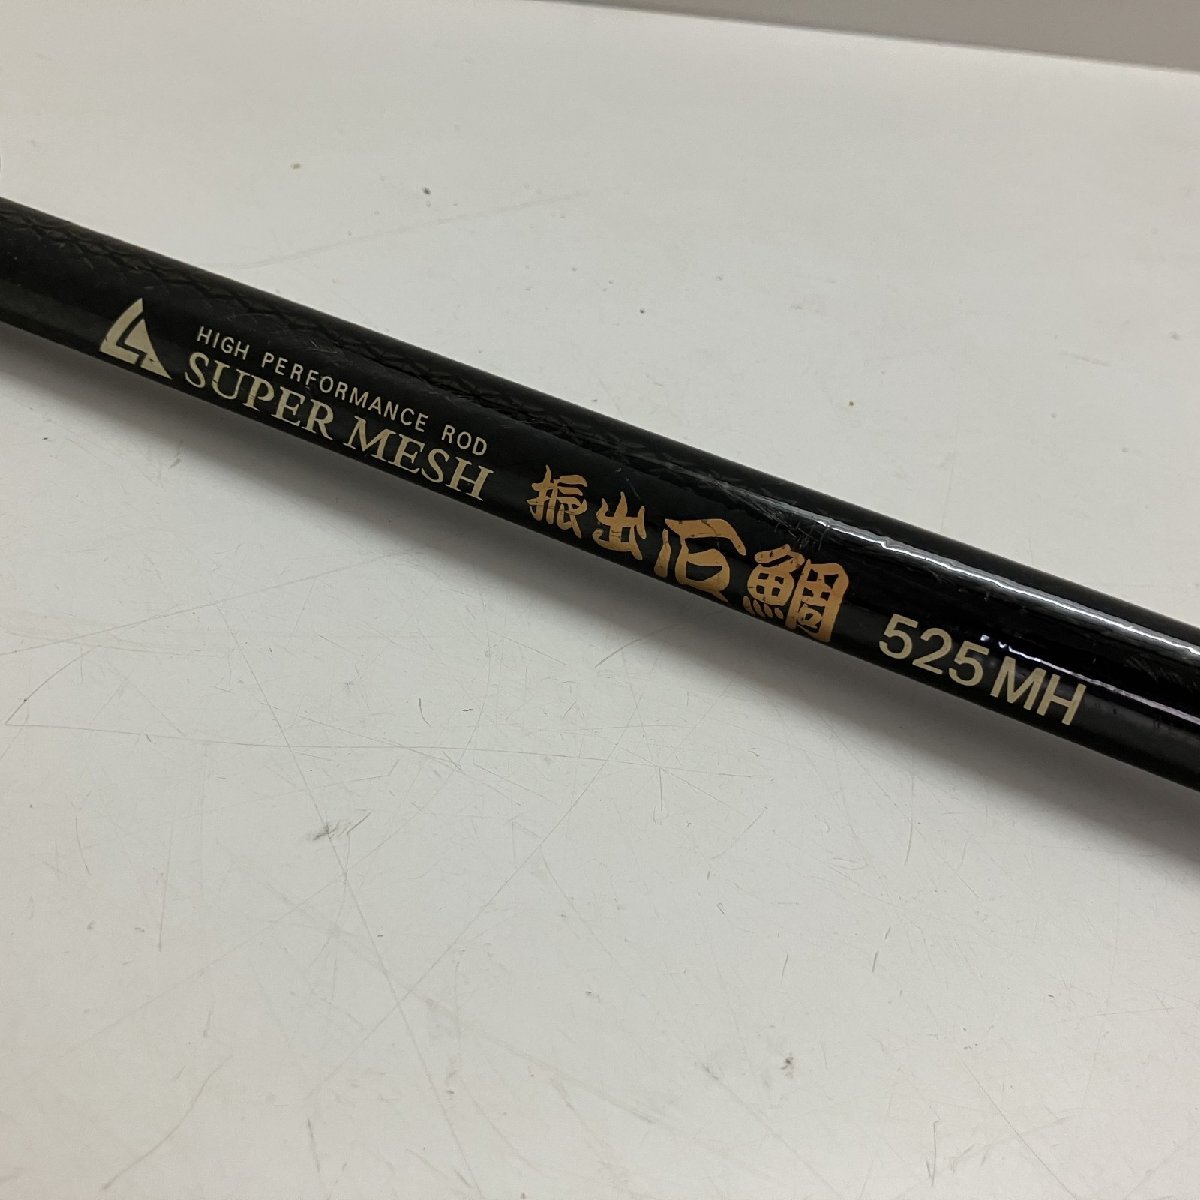 HIGH PERFORMANCE ROD
SUPER MESH 振出石鯛 525MH